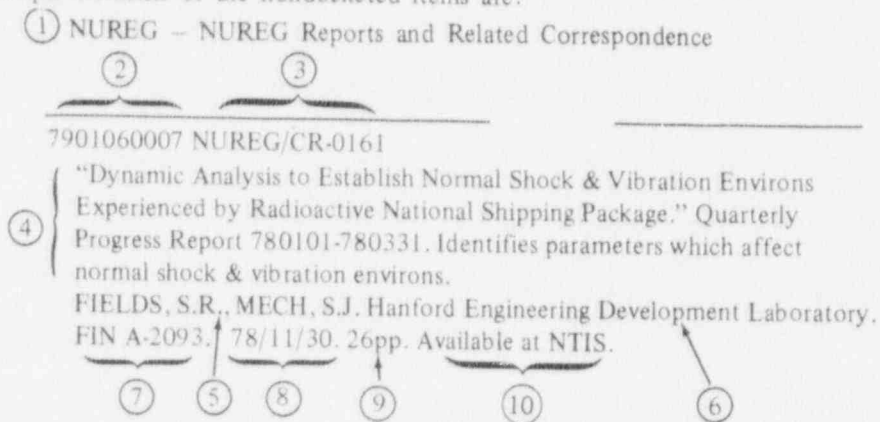 ① NUREG – NUREG Reports and Related Correspondence
② ③
7901060007 NUREG/CR-0161
④
"Dynamic Analysis to Establish Normal Shock & Vibration Environs
Experienced by Radioactive National Shipping Package." Quarterly
Progress Report 780101-780331. Identifies parameters which affect
normal shock & vibration environs.
FIELDS, S.R., MECH, S.J. Hanford Engineering Development Laboratory.
FIN A-2093. 78/11/30. 26pp. Available at NTIS.
⑦ ⑤ ⑧ ⑨ ⑩ ⑥